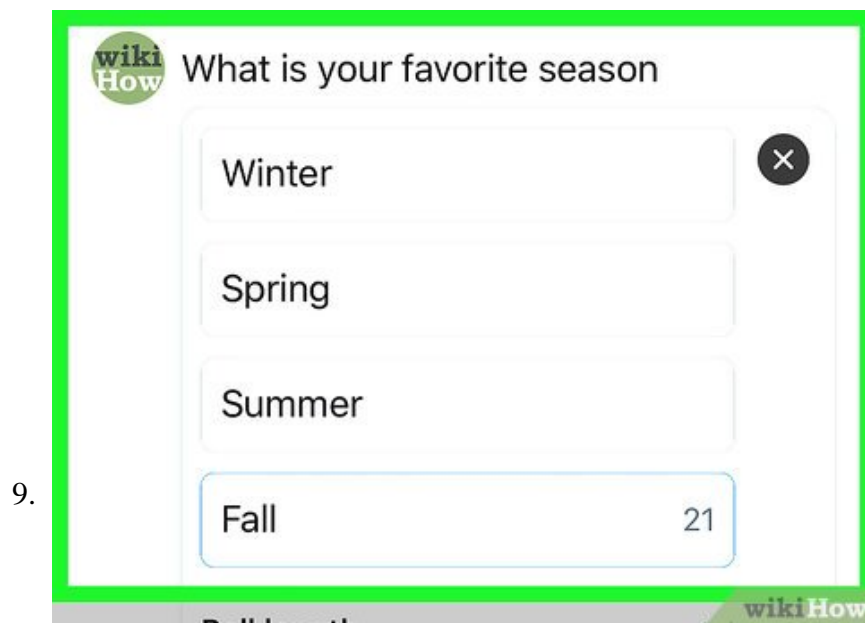 wiki
How
What is your favorite season
Winter
Spring
Summer
9.
Fall 21
wikiHow